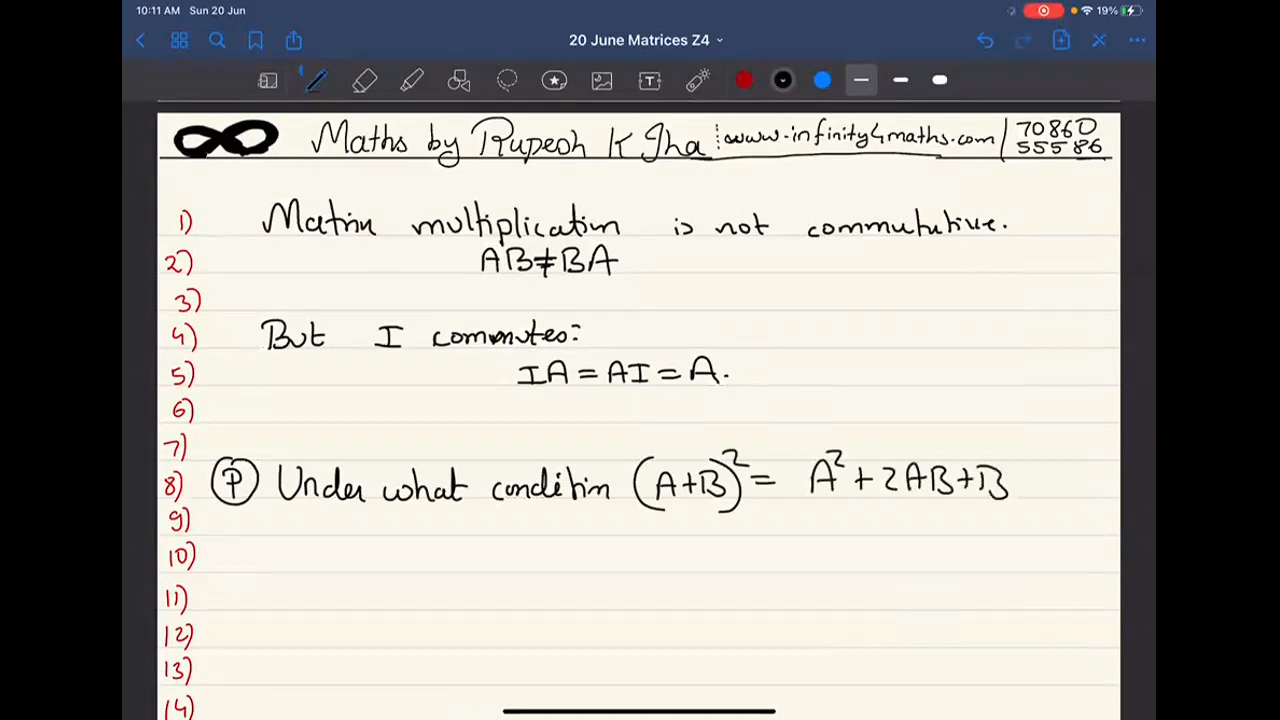 10:11 AM Sun 20 Jun
19%
20 June Matrices Z4
Maths by Rupesh K Jha www.infinity4maths.com 70860 55586
1) Matrix multiplication is not commutative.
2) AB≠BA
3)
4) But I commutes:
5) IA = AI = A.
6)
7)
8) (P) Under what condition (A+B)² = A² + 2AB + B
9)
10)
11)
12)
13)
14)